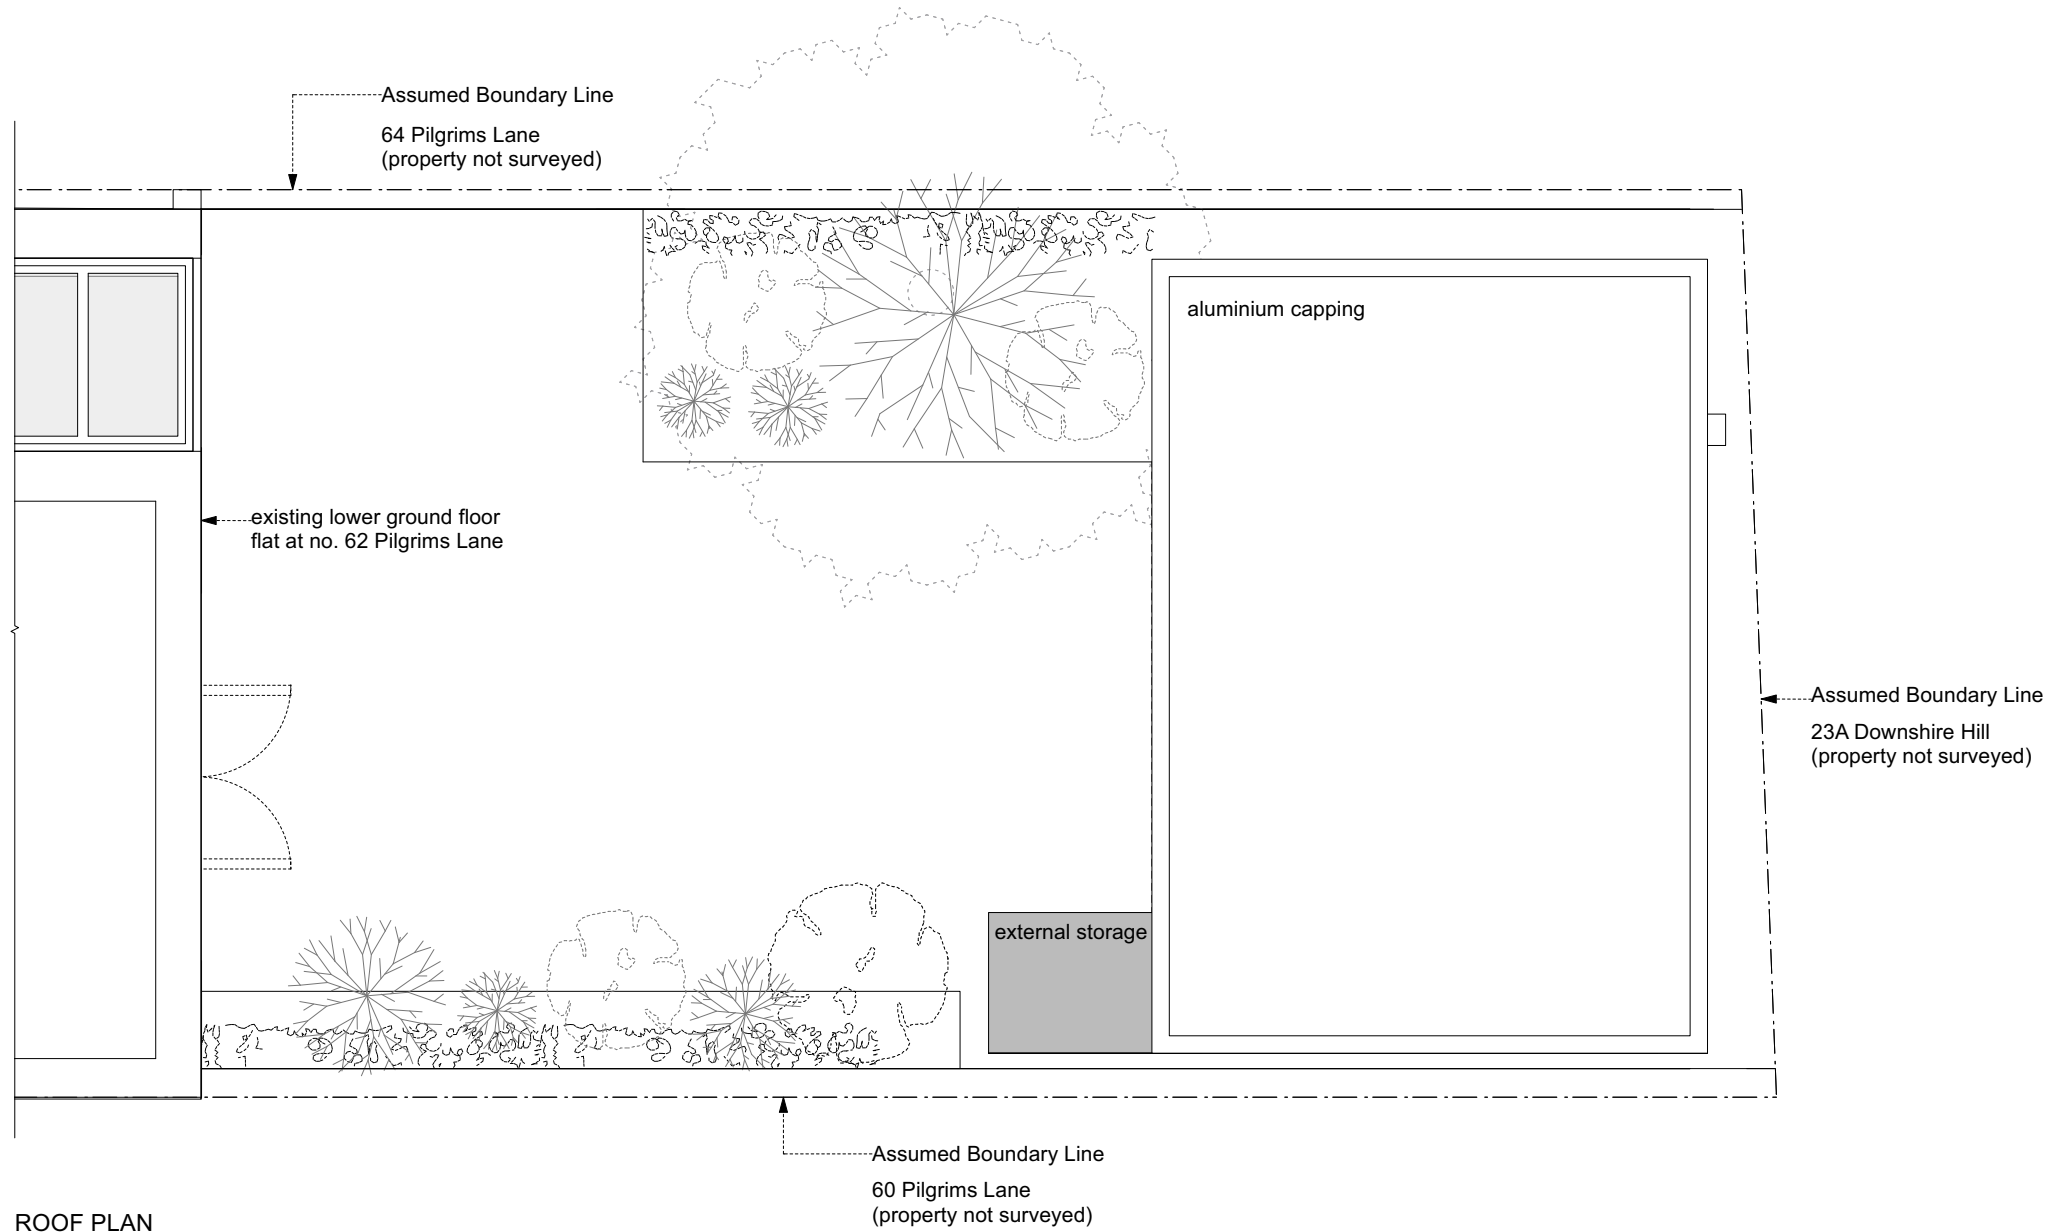 Assumed Boundary Line
64 Pilgrims Lane
(property not surveyed)
aluminium capping
existing lower ground floor
flat at no. 62 Pilgrims Lane
Assumed Boundary Line
23A Downshire Hill
(property not surveyed)
external storage
Assumed Boundary Line
60 Pilgrims Lane
(property not surveyed)
ROOF PLAN